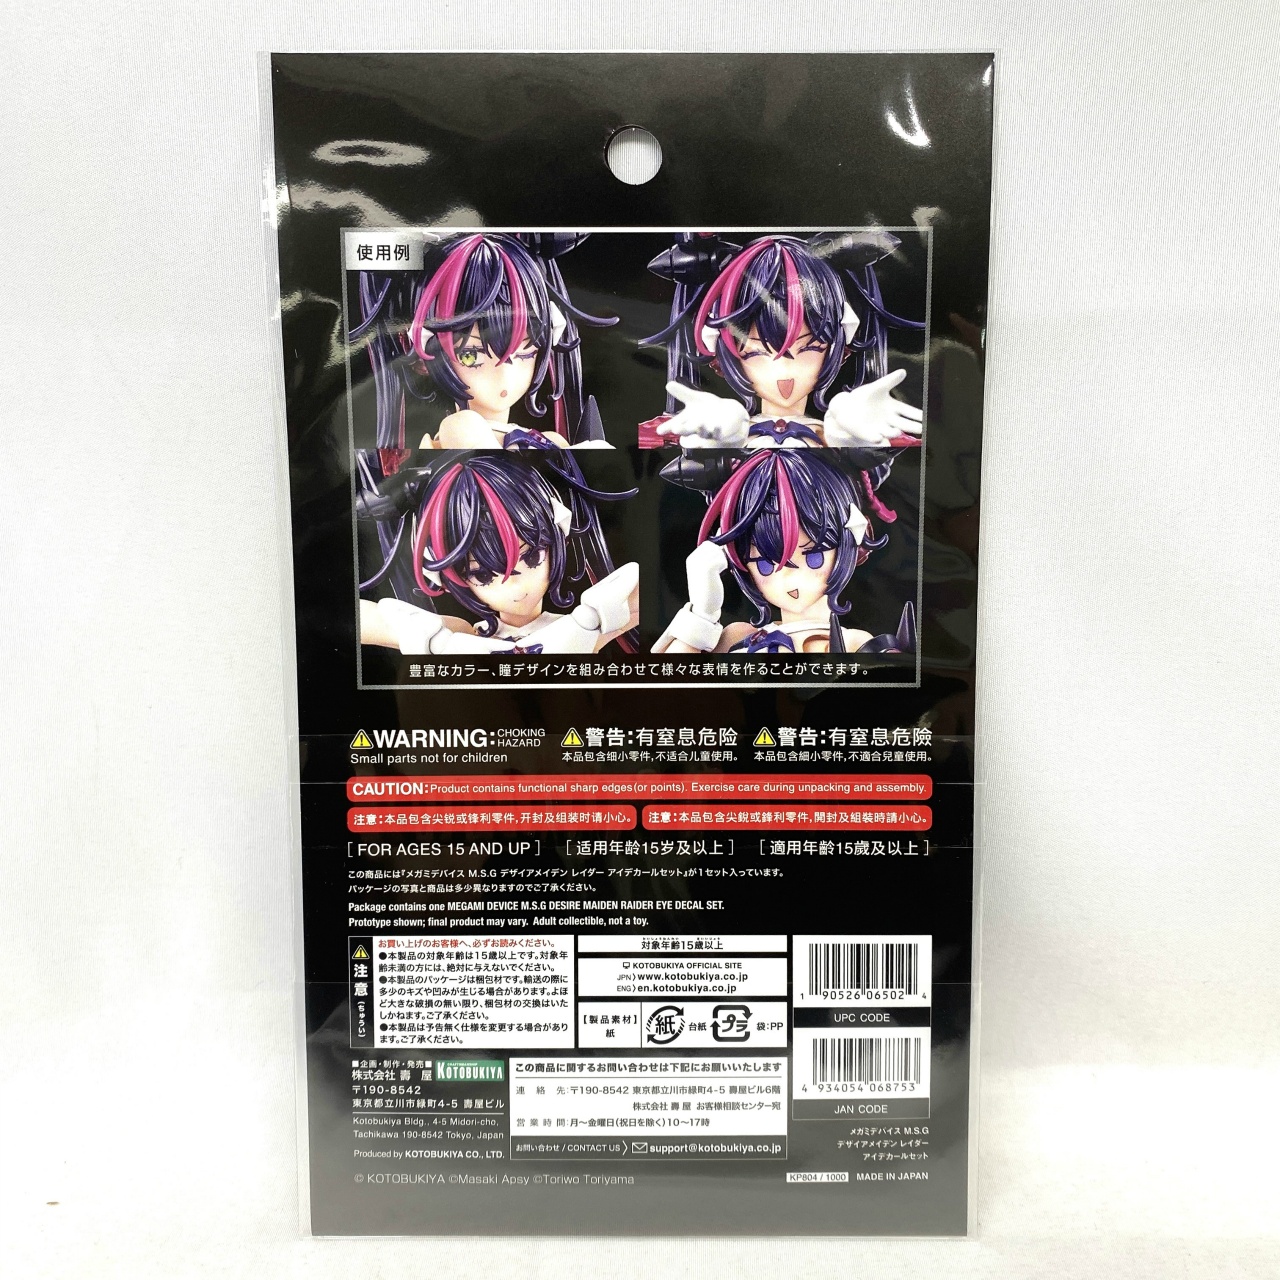 使用例
豊富なカラー、瞳デザインを組み合わせて様々な表情を作ることができます。
WARNING: CHOKING HAZARD
Small parts not for children
警告:有窒息危险
本品包含细小零件,不适合儿童使用。
警告:有窒息危險
本品包含細小零件,不適合兒童使用。
CAUTION: Product contains functional sharp edges(or points). Exercise care during unpacking and assembly.
注意:本品包含尖锐或锋利零件,开封及组装时请小心。
注意:本品包含尖銳或鋒利零件,開封及組裝時請小心。
[ FOR AGES 15 AND UP ] [ 适用年龄15岁及以上 ] [ 適用年齡15歲及以上 ]
この商品には『メガミデバイス M.S.G デザイアメイデン レイダー アイデカールセット』が1セット入っています。
パッケージの写真と商品は多少異なりますのでご了承ください。
Package contains one MEGAMI DEVICE M.S.G DESIRE MAIDEN RAIDER EYE DECAL SET.
Prototype shown; final product may vary. Adult collectible, not a toy.
注意(ちゅうい)
お買い上げのお客様へ、必ずお読みください。
●本製品の対象年齢は15歳以上です。対象年
齢未満の方には、絶対に与えないでください。
●本製品のパッケージは梱包材です。輸送の際に
多少のキズや凹みが生じる場合があります。よほ
ど大きな破損の無い限り、梱包材の交換はいた
しかねます。ご了承ください。
●本製品は予告無く仕様を変更する場合があり
ます。ご了承ください。
対象年齢15歳以上
KOTOBUKIYA OFFICIAL SITE
JPN〉www.kotobukiya.co.jp
ENG〉en.kotobukiya.co.jp
【製品素材】
紙
紙 台紙 プラ 袋:PP
1 90526 06502 4
UPC CODE
4 934054 068753
JAN CODE
■企画・制作・発売■
株式会社 壽 屋
KOTOBUKIYA
〒190-8542
東京都立川市緑町4-5 壽屋ビル
Kotobukiya Bldg., 4-5 Midori-cho,
Tachikawa 190-8542 Tokyo, Japan
Produced by KOTOBUKIYA CO., LTD.
この商品に関するお問い合わせは下記にお願いいたします
連 絡 先:〒190-8542 東京都立川市緑町4-5 壽屋ビル6階
株式会社 壽 屋 お客様相談センター宛
営 業 時 間:月〜金曜日(祝日を除く)10〜17時
お問い合わせ / CONTACT US〉support@kotobukiya.co.jp
メガミデバイス M.S.G
デザイアメイデン レイダー
アイデカールセット
© KOTOBUKIYA ©Masaki Apsy ©Toriwo Toriyama
KP804 / 1000 MADE IN JAPAN